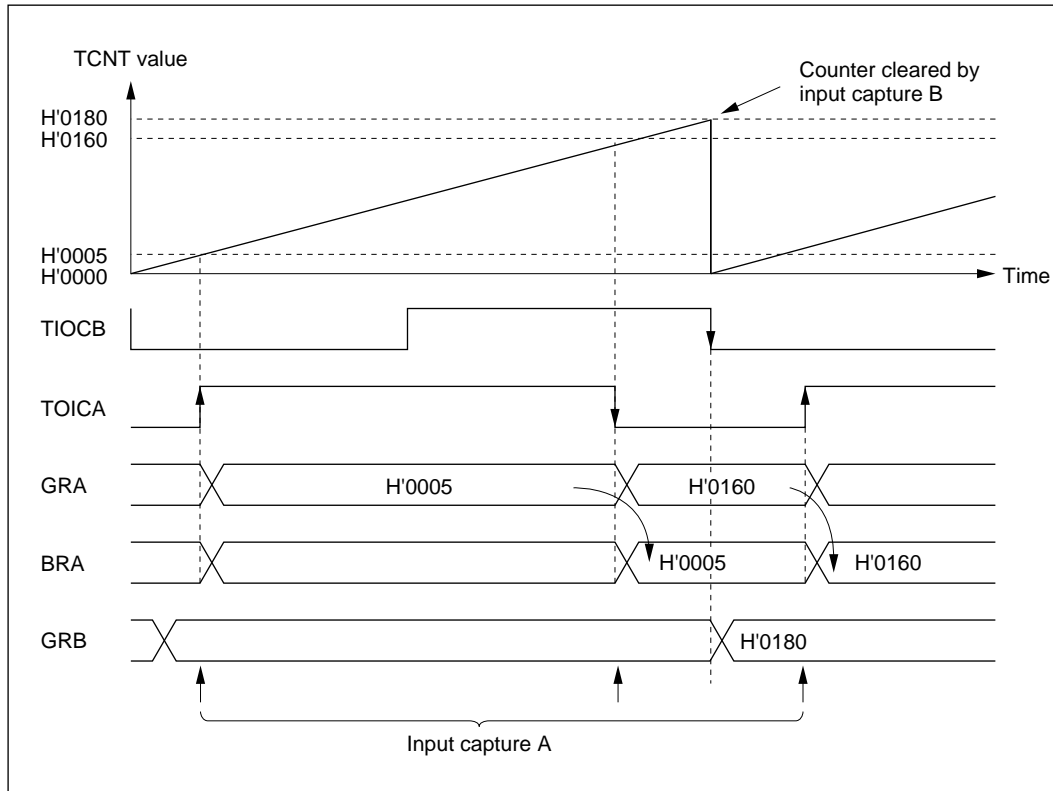 TCNT value
Counter cleared by
input capture B
H'0180
H'0160
H'0005
H'0000
Time
TIOCB
TOICA
GRA
H'0005
H'0160
BRA
H'0005
H'0160
GRB
H'0180
Input capture A